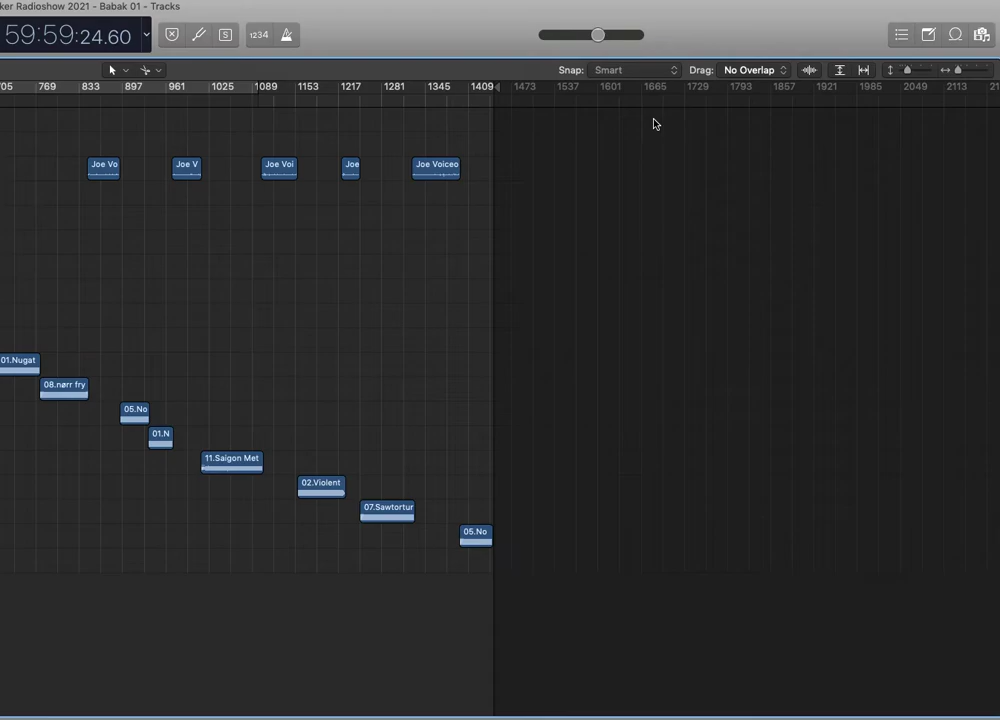 ker Radioshow 2021 - Babak 01 - Tracks
59:59:24.60
S
1234
Snap: Smart
Drag: No Overlap
705 769 833 897 961 1025 1089 1153 1217 1281 1345 1409 1473 1537 1601 1665 1729 1793 1857 1921 1985 2049 2113 21
Joe Vo Joe V Joe Voi Joe Joe Voiceo
01.Nugat
08.nørr fry
05.No
01.N
11.Saigon Met
02.Violent
07.Sawtortur
05.No